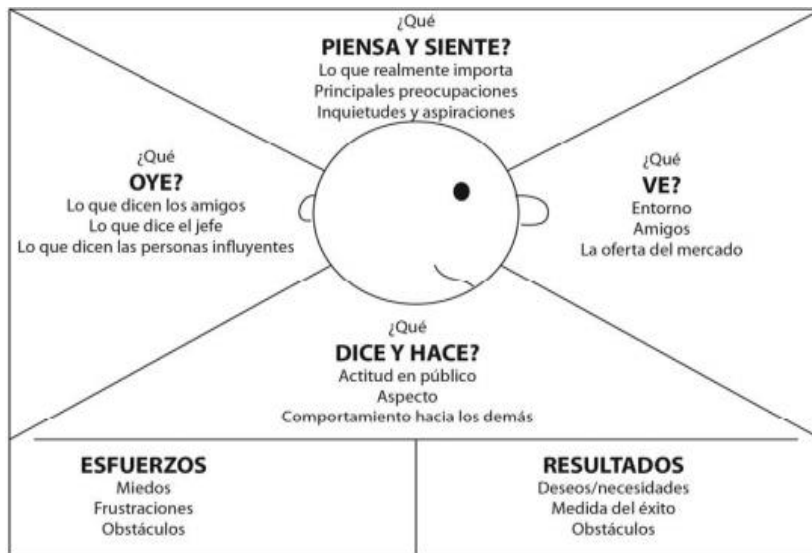 ¿Qué
PIENSA Y SIENTE?
Lo que realmente importa
Principales preocupaciones
Inquietudes y aspiraciones
¿Qué
OYE?
Lo que dicen los amigos
Lo que dice el jefe
Lo que dicen las personas influyentes
¿Qué
VE?
Entorno
Amigos
La oferta del mercado
¿Qué
DICE Y HACE?
Actitud en público
Aspecto
Comportamiento hacia los demás
ESFUERZOS
Miedos
Frustraciones
Obstáculos
RESULTADOS
Deseos/necesidades
Medida del éxito
Obstáculos